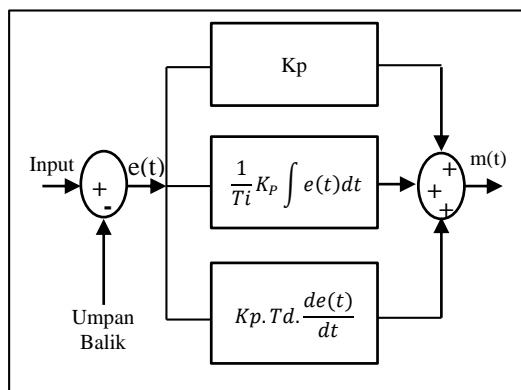 Kp
Input
e(t)
+
-
1/Ti K_P ∫ e(t)dt
+
+
+
m(t)
Kp.Td. de(t)/dt
Umpan
Balik